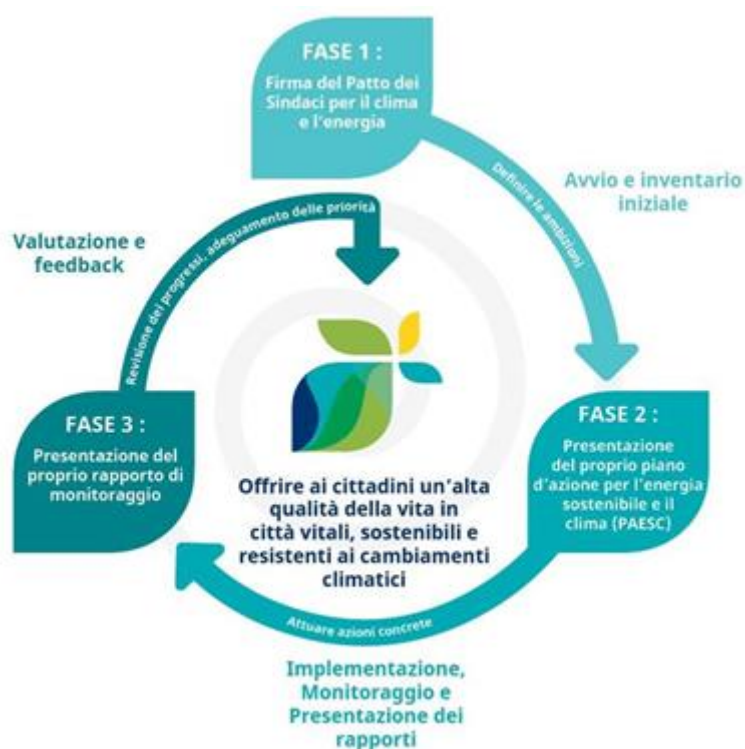 FASE 1 :
Firma del Patto dei
Sindaci per il clima
e l'energia
Definire le ambizioni
Avvio e inventario
iniziale
FASE 2 :
Presentazione
del proprio piano
d'azione per l'energia
sostenibile e il
clima (PAESC)
Attuare azioni concrete
Implementazione,
Monitoraggio e
Presentazione dei
rapporti
FASE 3 :
Presentazione del
proprio rapporto di
monitoraggio
Revisione dei progressi, adeguamento delle priorità
Valutazione e
feedback
Offrire ai cittadini un'alta
qualità della vita in
città vitali, sostenibili e
resistenti ai cambiamenti
climatici